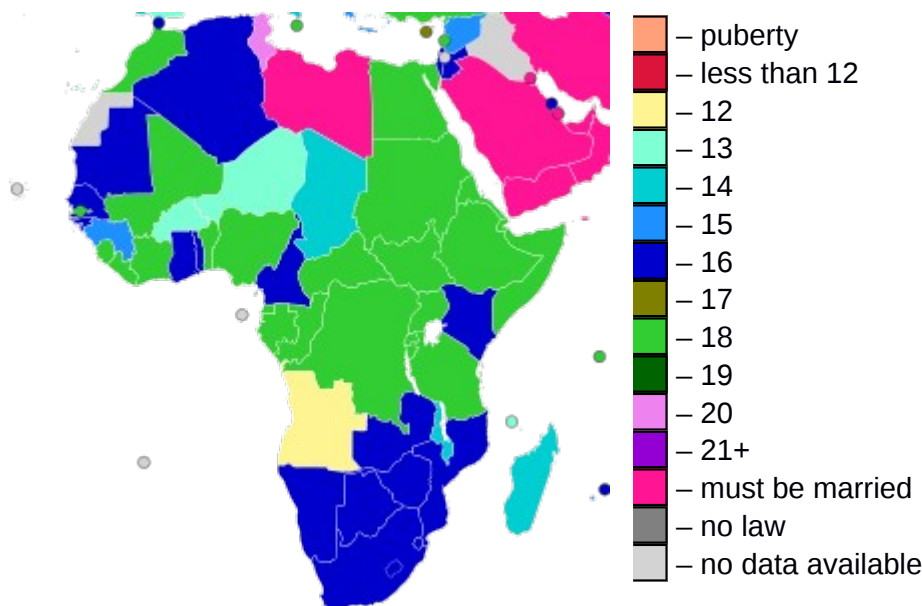 – puberty
– less than 12
– 12
– 13
– 14
– 15
– 16
– 17
– 18
– 19
– 20
– 21+
– must be married
– no law
– no data available